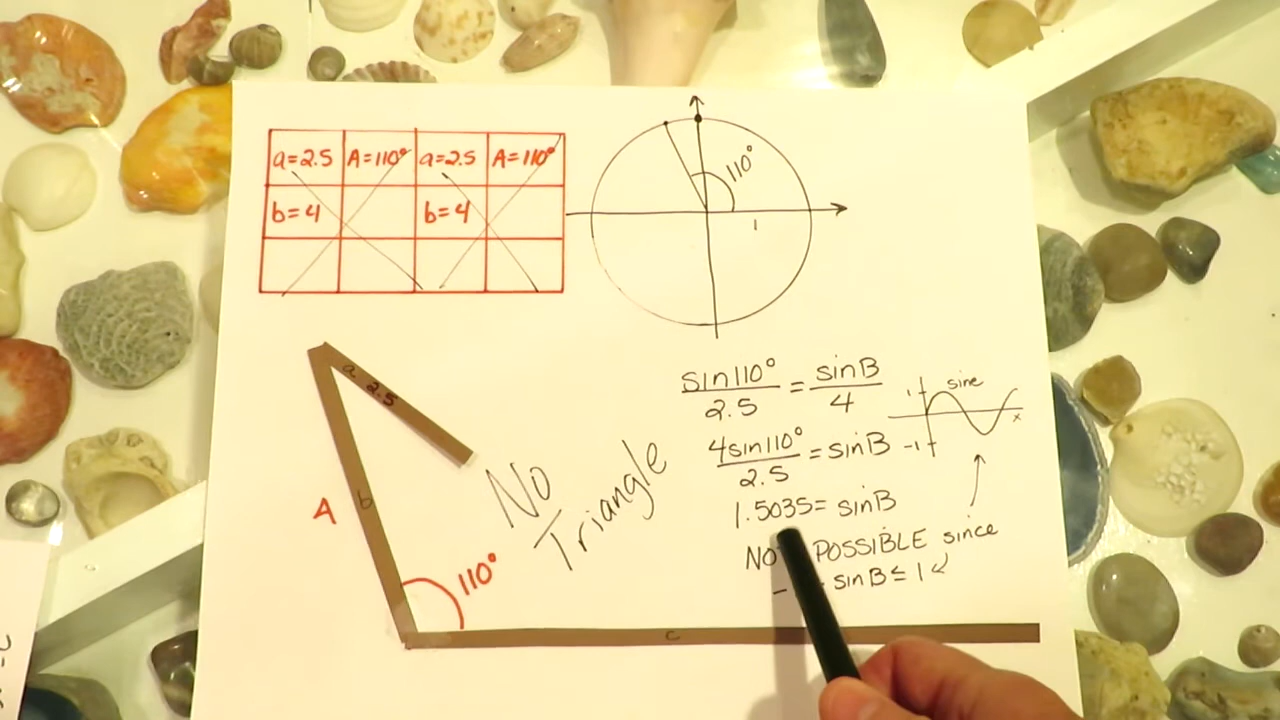 a=2.5 A=110° a=2.5 A=110°
b=4 b=4
110°
1
sin110° = sinB
2.5 4
sine
1
-1
x
4sin110° = sinB
2.5
1.5035 = sinB
NOT POSSIBLE since
sinB ≤ 1
a 2.5
b
A
110°
No
Triangle
c